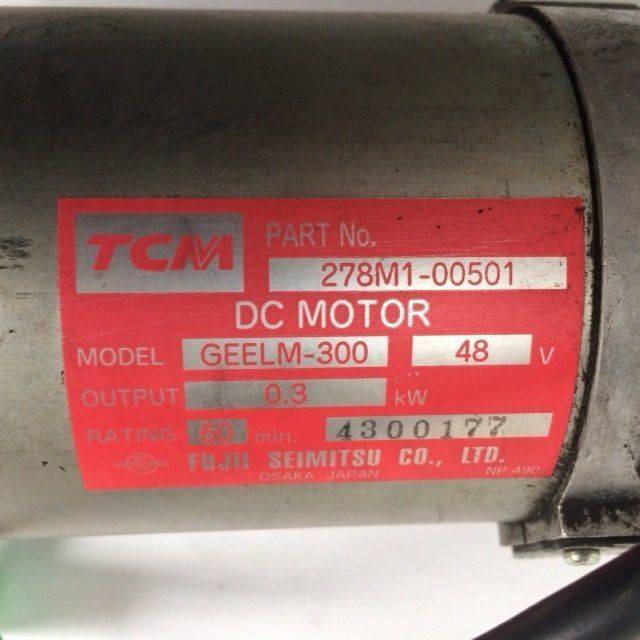 TCM PART No.
278M1-00501
DC MOTOR
MODEL GEELM-300 48 V
OUTPUT 0.3 kW
RATING 60 min. 4300177
FUJII SEIMITSU CO., LTD.
OSAKA JAPAN NP 490